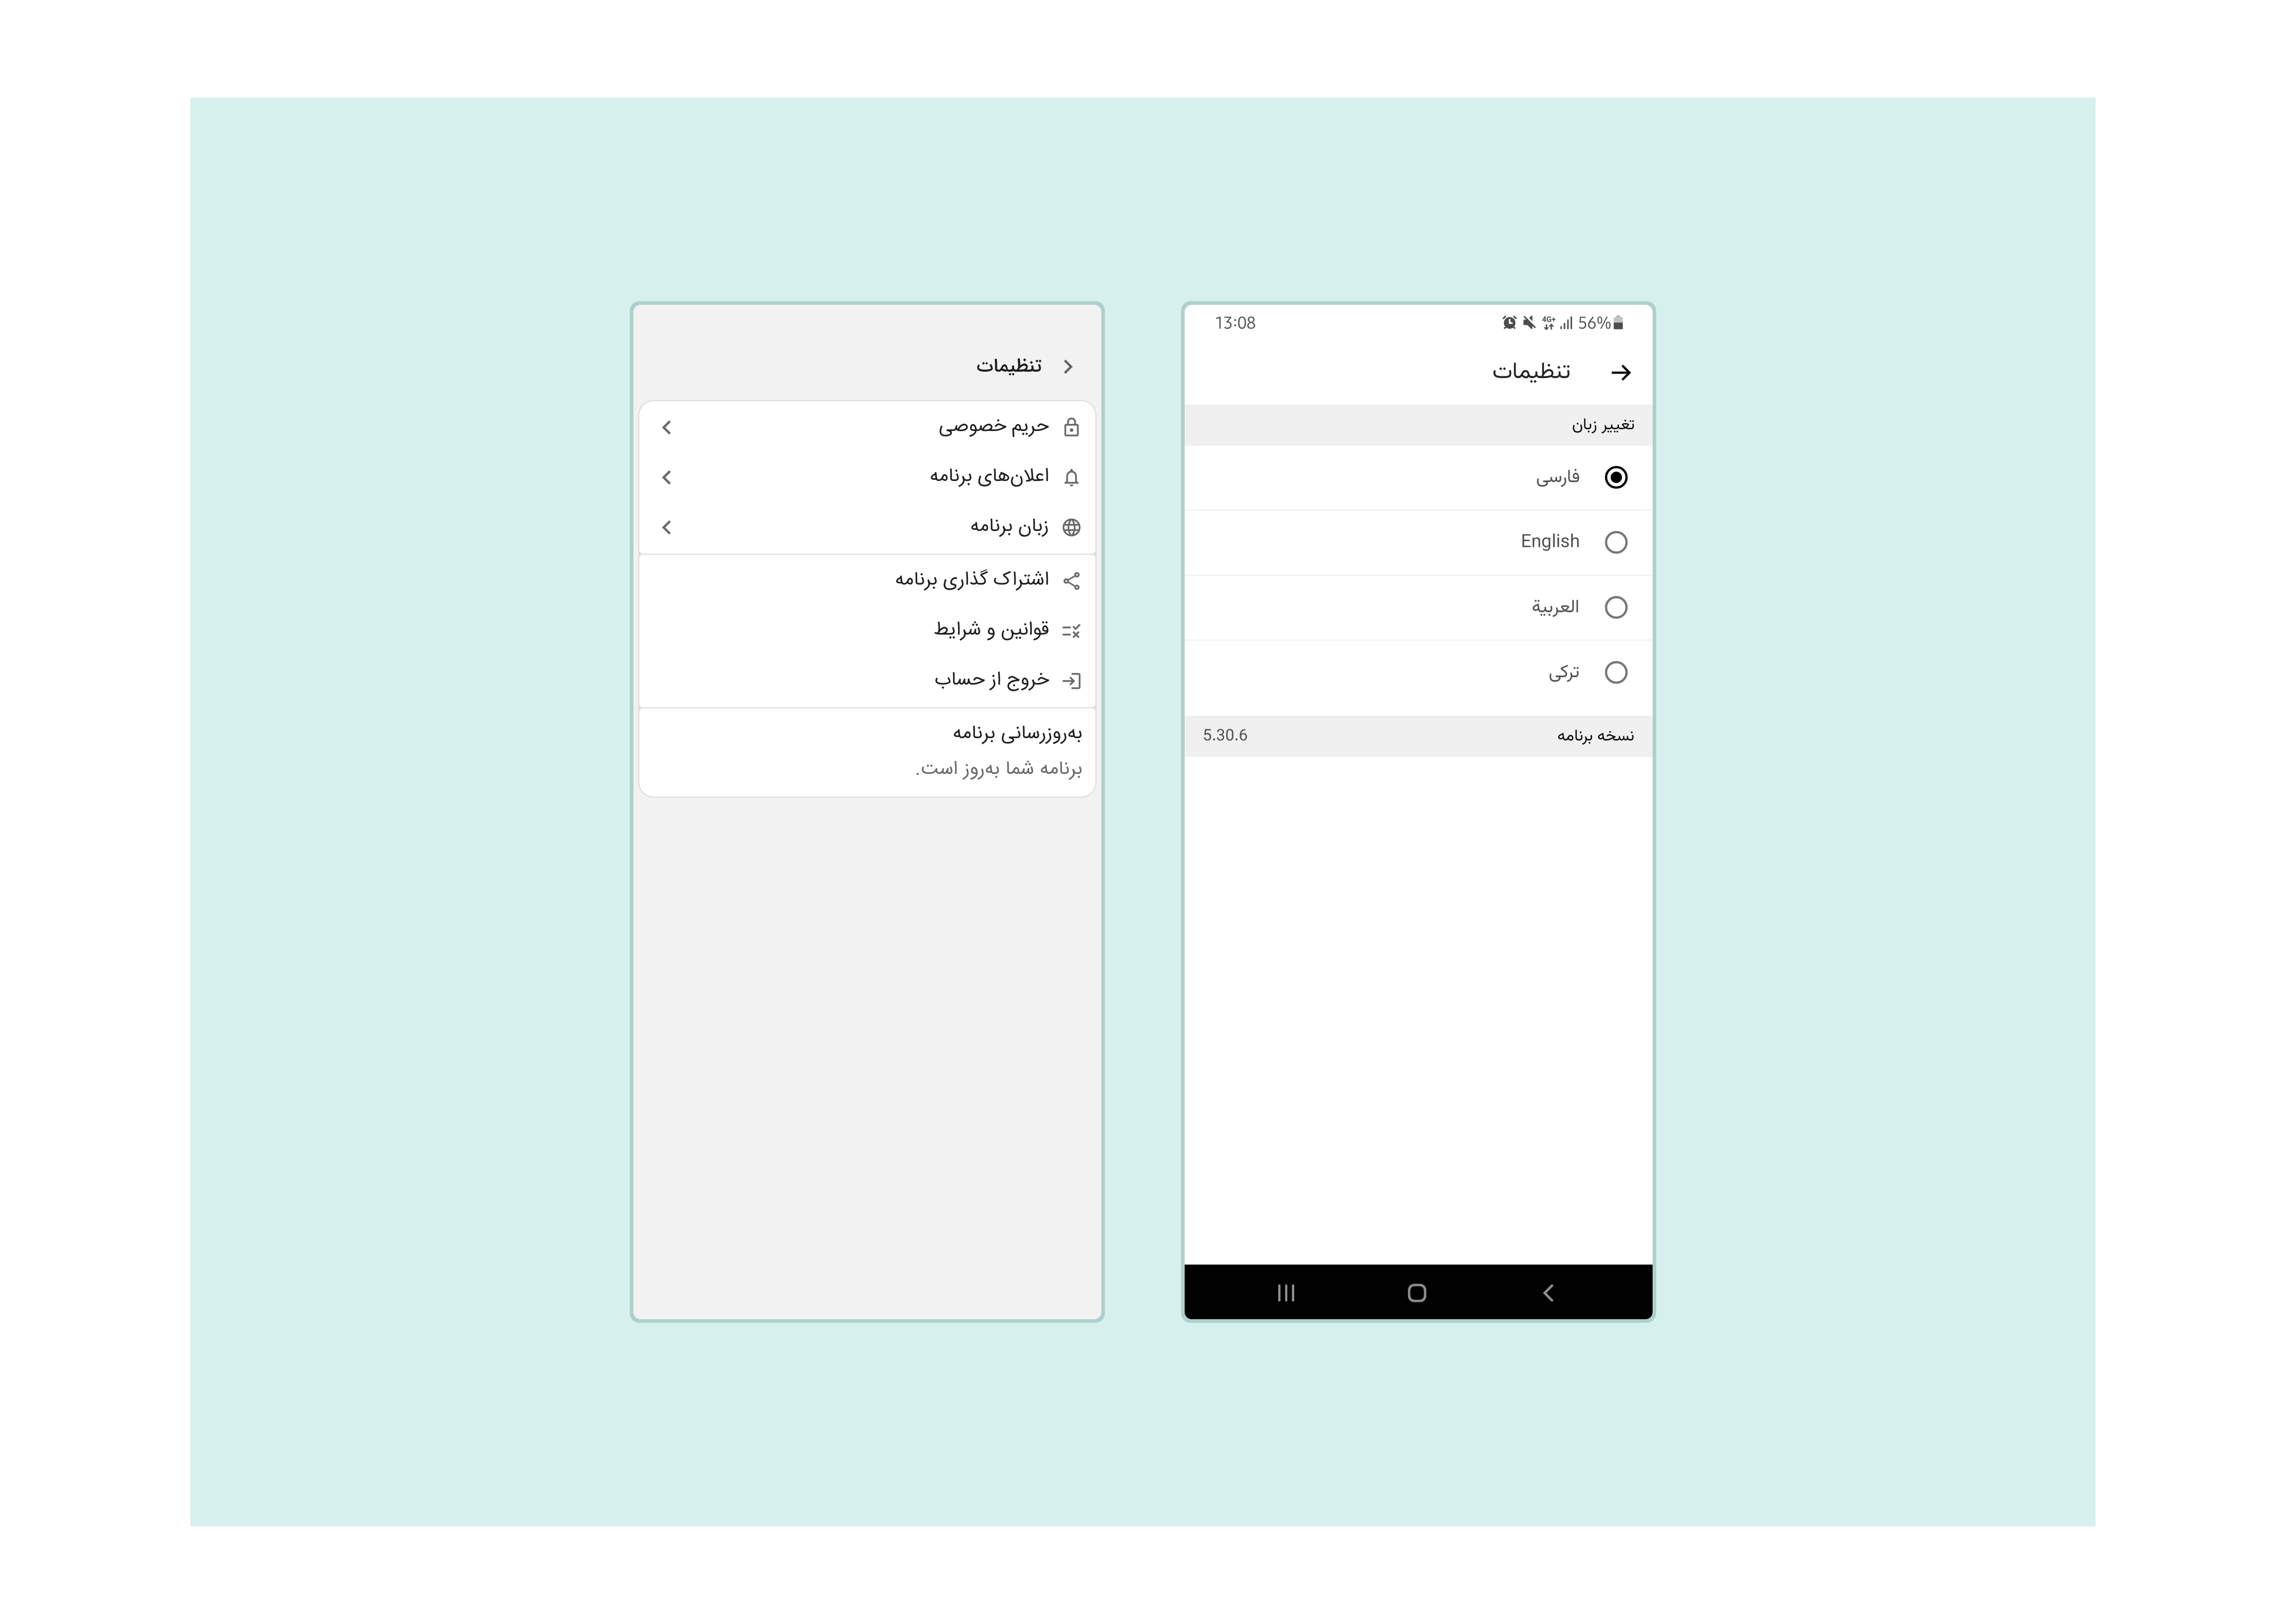 13:08
4G+
56%
تنظیمات
تغییر زبان
فارسی
English
العربية
ترکی
نسخه برنامه 5.30.6
تنظیمات
حریم خصوصی
اعلان‌های برنامه
زبان برنامه
اشتراک گذاری برنامه
قوانین و شرایط
خروج از حساب
به‌روزرسانی برنامه
برنامه شما به‌روز است.